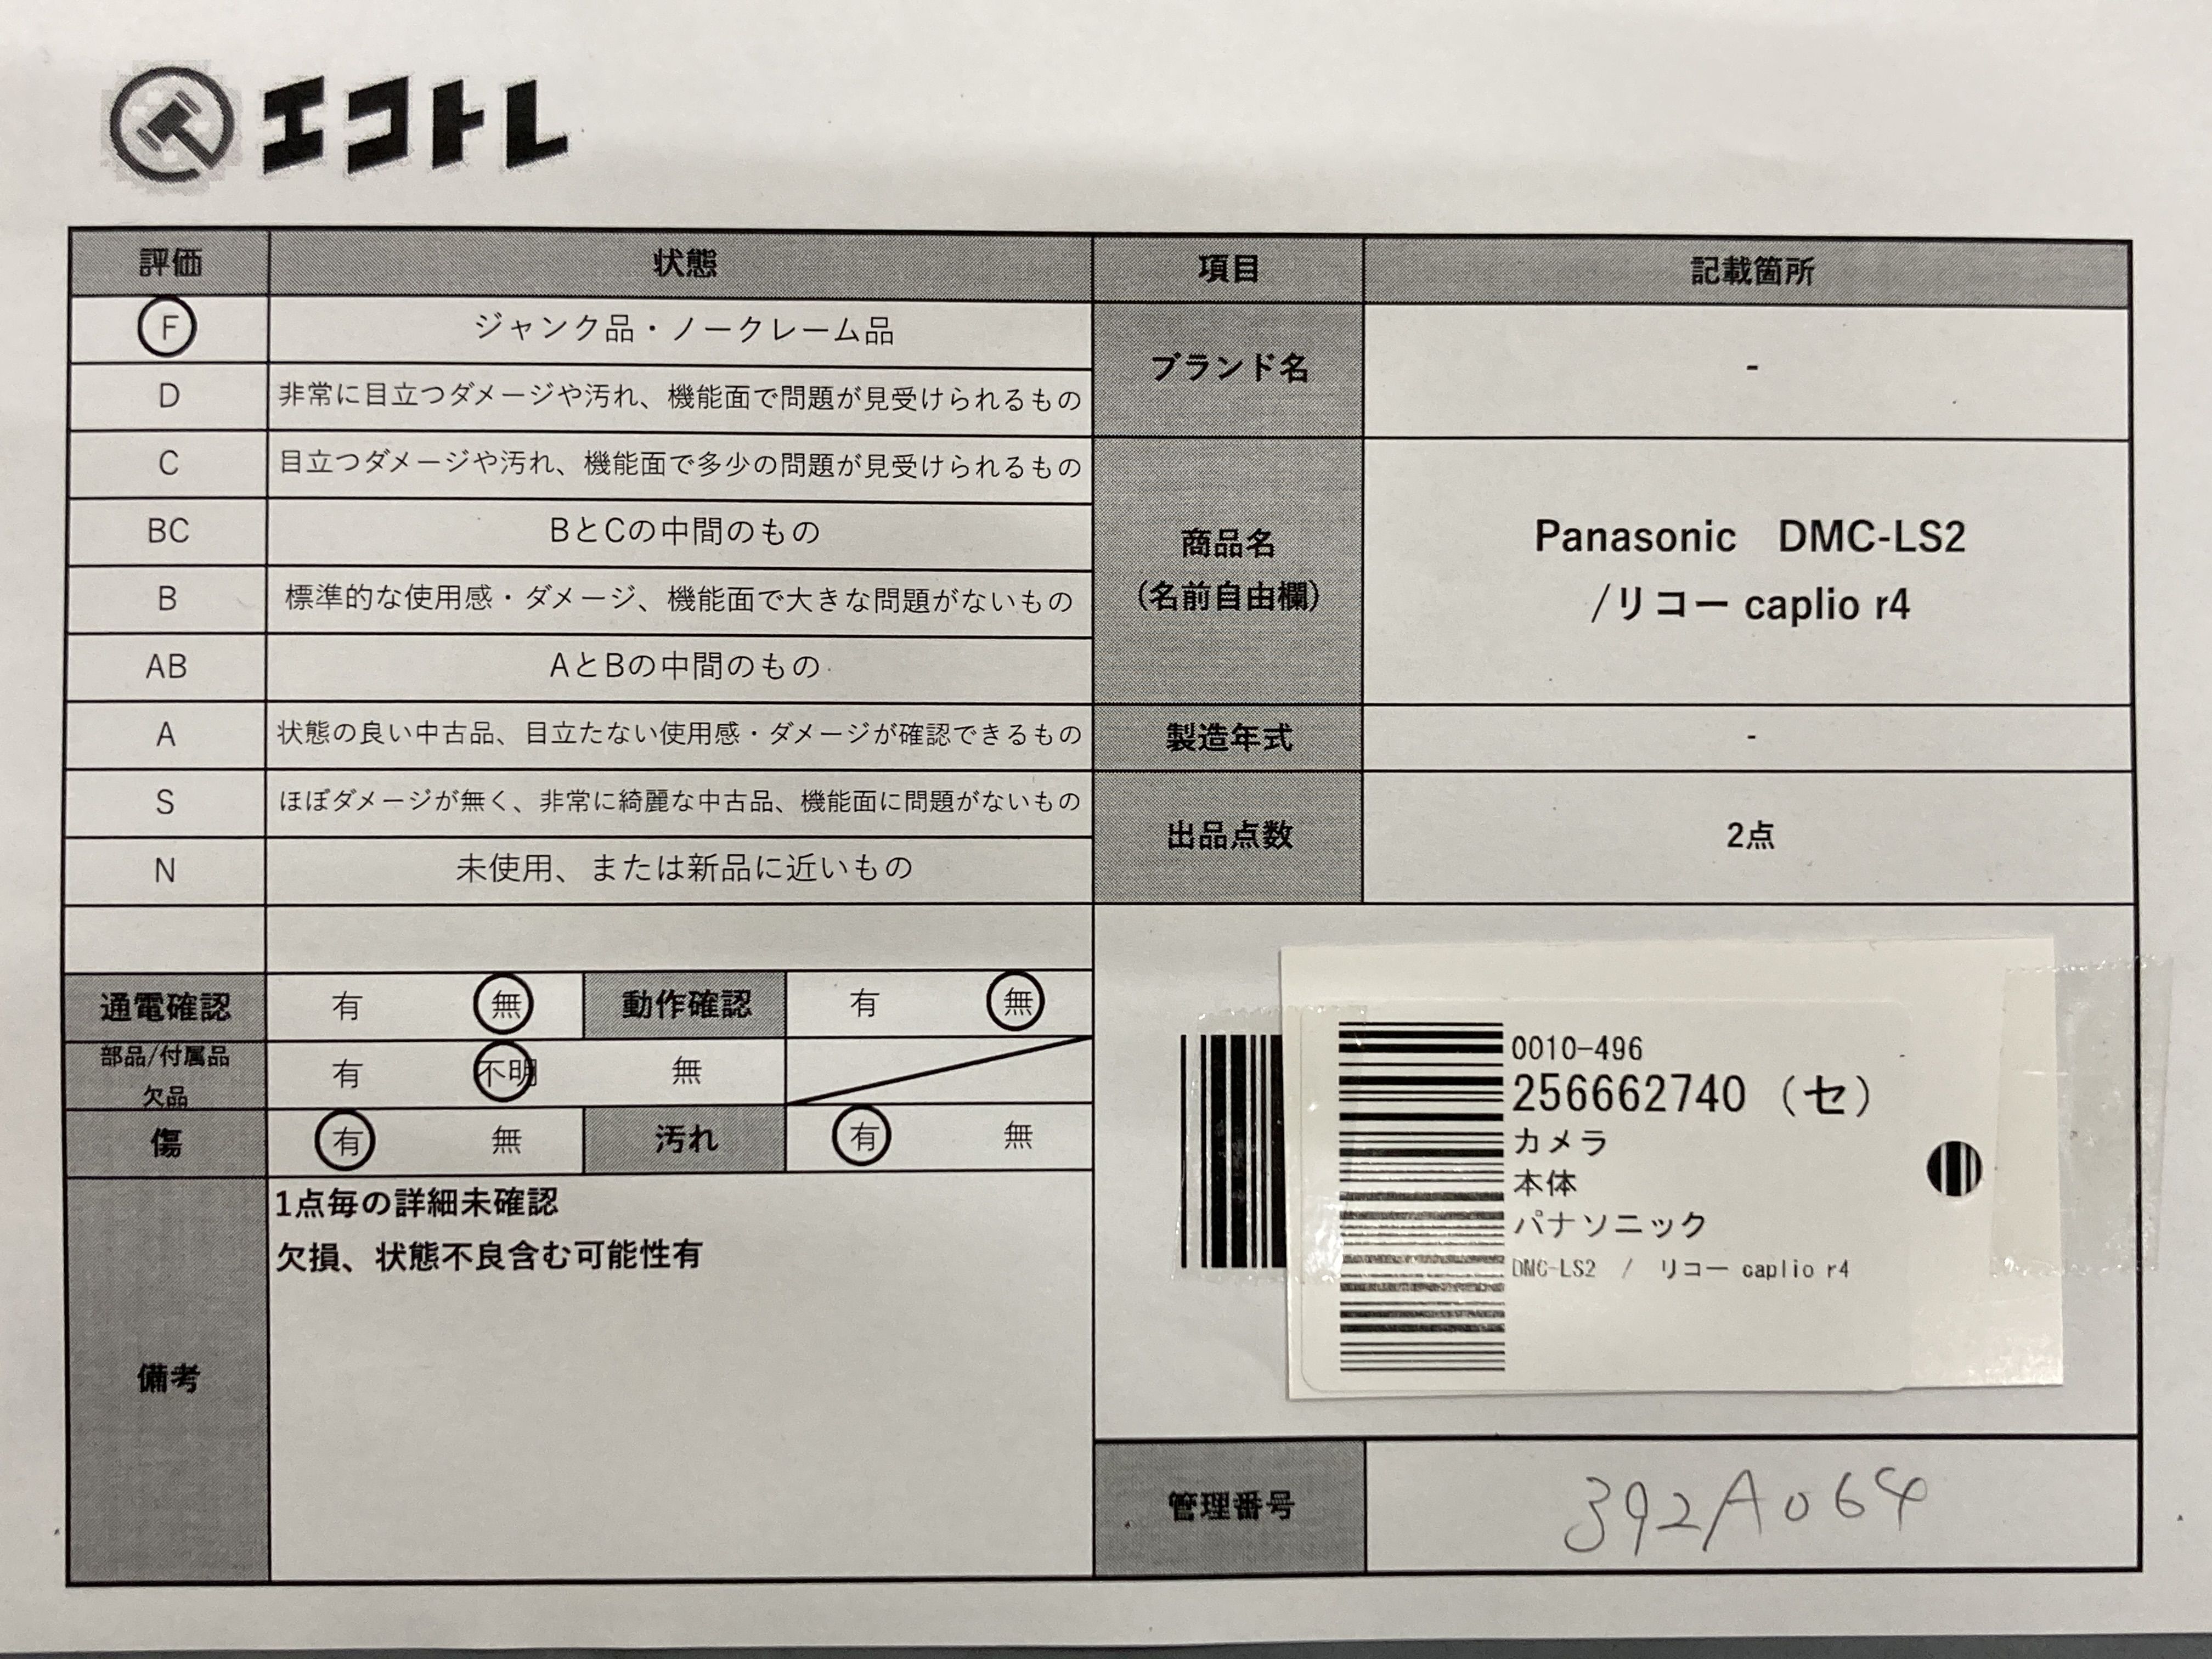 エコトレ
評価 状態 項目 記載箇所
F ジャンク品・ノークレーム品
D 非常に目立つダメージや汚れ、機能面で問題が見受けられるもの
ブランド名 -
C 目立つダメージや汚れ、機能面で多少の問題が見受けられるもの
BC BとCの中間のもの
B 標準的な使用感・ダメージ、機能面で大きな問題がないもの
AB AとBの中間のもの
商品名
(名前自由欄)
Panasonic DMC-LS2
/リコー caplio r4
A 状態の良い中古品、目立たない使用感・ダメージが確認できるもの
製造年式 -
S ほぼダメージが無く、非常に綺麗な中古品、機能面に問題がないもの
N 未使用、または新品に近いもの
出品点数 2点
通電確認 有 無 動作確認 有 無
部品/付属品
欠品
有 不明 無
傷 有 無 汚れ 有 無
備考
1点毎の詳細未確認
欠損、状態不良含む可能性有
0010-496
256662740（セ）
カメラ
本体
パナソニック
DMC-LS2 / リコー caplio r4
管理番号 392A064